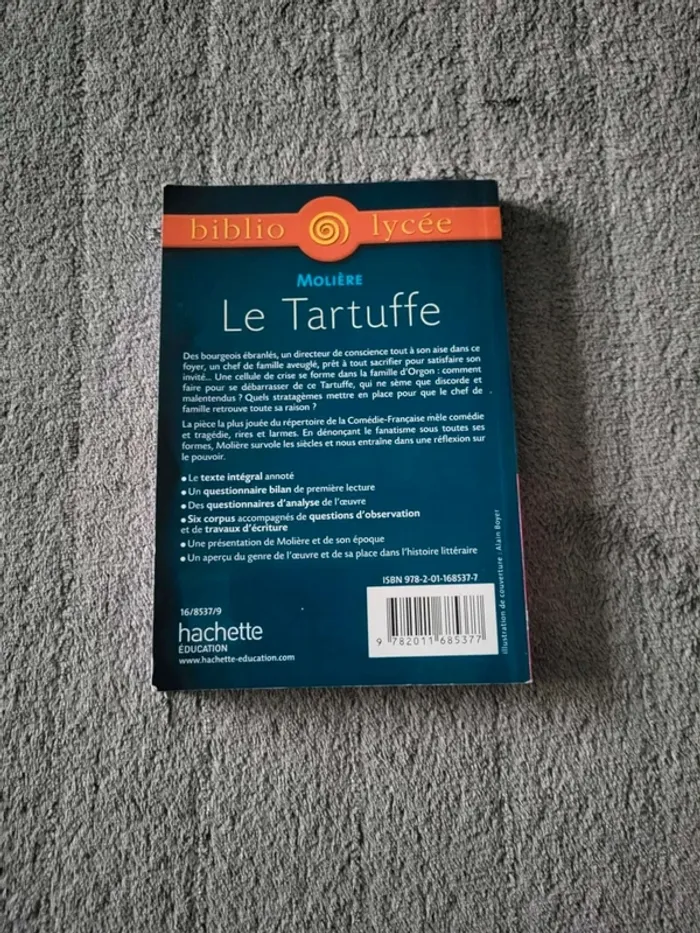 biblio lycée
MOLIÈRE
Le Tartuffe
Des bourgeois ébranlés, un directeur de conscience tout à son aise dans ce
foyer, un chef de famille aveuglé, prêt à tout sacrifier pour satisfaire son
invité... Une cellule de crise se forme dans la famille d'Orgon : comment
faire pour se débarrasser de ce Tartuffe, qui ne sème que discorde et
malentendus ? Quels stratagèmes mettre en place pour que le chef de
famille retrouve toute sa raison ?
La pièce la plus jouée du répertoire de la Comédie-Française mêle comédie
et tragédie, rires et larmes. En dénonçant le fanatisme sous toutes ses
formes, Molière survole les siècles et nous entraîne dans une réflexion sur
le pouvoir.
• Le texte intégral annoté
• Un questionnaire bilan de première lecture
• Des questionnaires d'analyse de l'œuvre
• Six corpus accompagnés de questions d'observation
et de travaux d'écriture
• Une présentation de Molière et de son époque
• Un aperçu du genre de l'œuvre et de sa place dans l'histoire littéraire
ISBN 978-2-01-168537-7
16/8537/9
hachette
ÉDUCATION
www.hachette-education.com
9 782011 685377
illustration de couverture : Alain Boyer